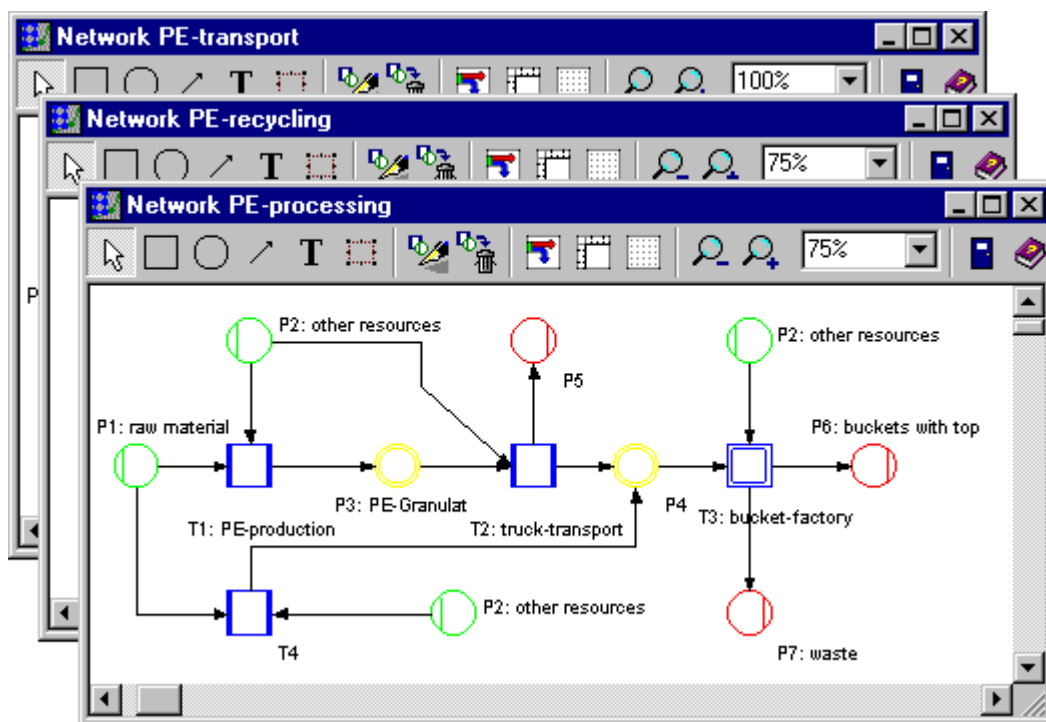 Network PE-transport
T
100%
Network PE-recycling
T
75%
Network PE-processing
T
75%
P
P2: other resources
P2: other resources
P5
P1: raw material
P6: buckets with top
P3: PE-Granulat
P4
T1: PE-production
T2: truck-transport
T3: bucket-factory
P2: other resources
T4
P7: waste